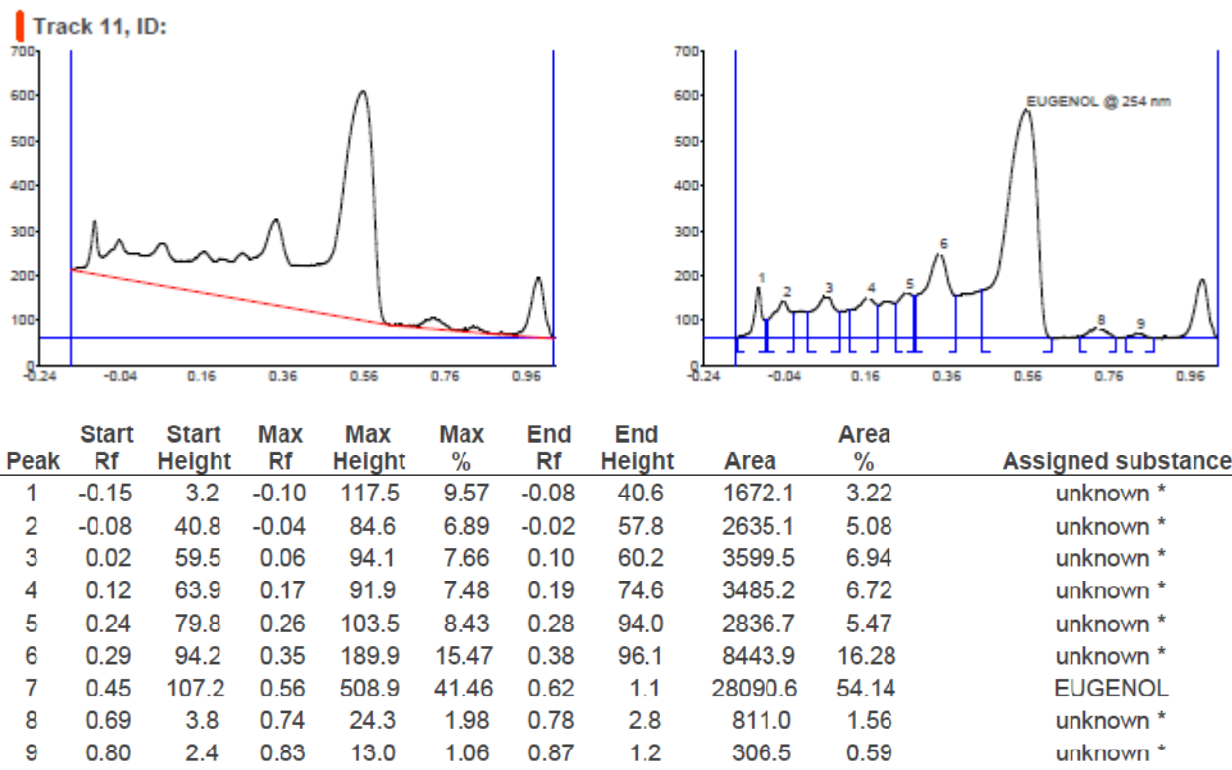 Track 11, ID:
700
600
500
400
300
200
100
0
-0.24 -0.04 0.16 0.36 0.56 0.76 0.96
700
600
500
400
300
200
100
0
-0.24 -0.04 0.16 0.36 0.56 0.76 0.96
EUGENOL @ 254 nm
1 2 3 4 5 6 8 9
Start Start Max Max Max End End Area
Peak Rf Height Rf Height % Rf Height Area % Assigned substance
1 -0.15 3.2 -0.10 117.5 9.57 -0.08 40.6 1672.1 3.22 unknown *
2 -0.08 40.8 -0.04 84.6 6.89 -0.02 57.8 2635.1 5.08 unknown *
3 0.02 59.5 0.06 94.1 7.66 0.10 60.2 3599.5 6.94 unknown *
4 0.12 63.9 0.17 91.9 7.48 0.19 74.6 3485.2 6.72 unknown *
5 0.24 79.8 0.26 103.5 8.43 0.28 94.0 2836.7 5.47 unknown *
6 0.29 94.2 0.35 189.9 15.47 0.38 96.1 8443.9 16.28 unknown *
7 0.45 107.2 0.56 508.9 41.46 0.62 1.1 28090.6 54.14 EUGENOL
8 0.69 3.8 0.74 24.3 1.98 0.78 2.8 811.0 1.56 unknown *
9 0.80 2.4 0.83 13.0 1.06 0.87 1.2 306.5 0.59 unknown *